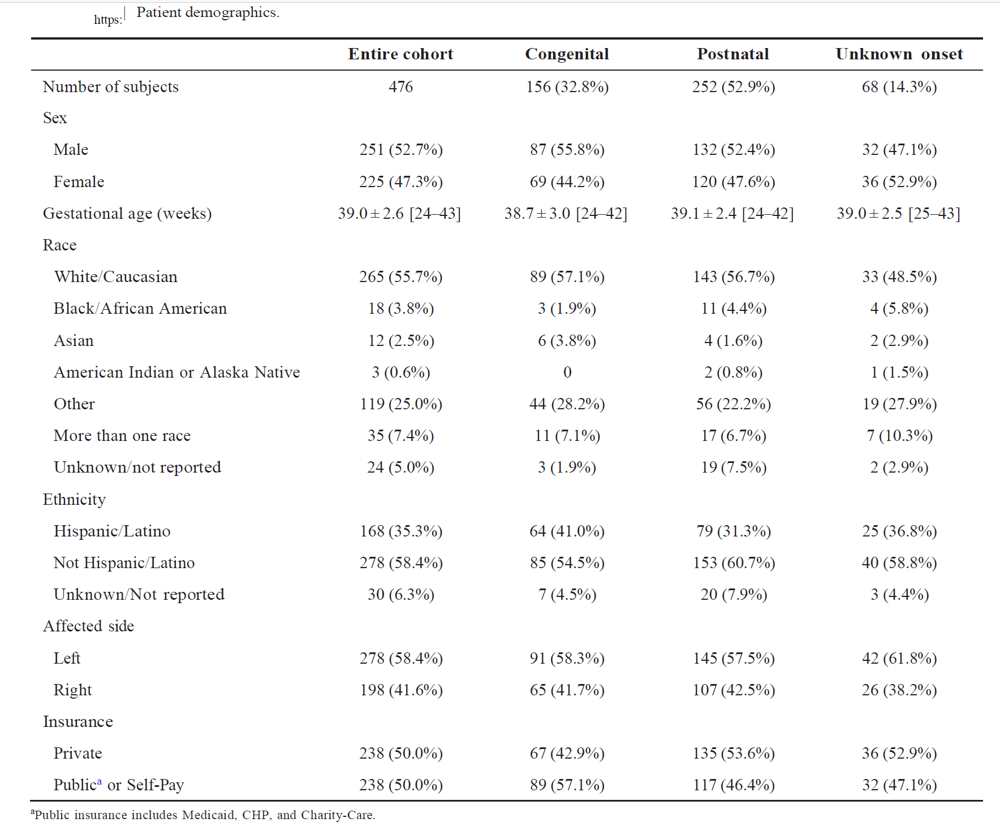 https:| Patient demographics.
Entire cohort Congenital Postnatal Unknown onset
Number of subjects 476 156 (32.8%) 252 (52.9%) 68 (14.3%)
Sex
Male 251 (52.7%) 87 (55.8%) 132 (52.4%) 32 (47.1%)
Female 225 (47.3%) 69 (44.2%) 120 (47.6%) 36 (52.9%)
Gestational age (weeks) 39.0 ± 2.6 [24–43] 38.7 ± 3.0 [24–42] 39.1 ± 2.4 [24–42] 39.0 ± 2.5 [25–43]
Race
White/Caucasian 265 (55.7%) 89 (57.1%) 143 (56.7%) 33 (48.5%)
Black/African American 18 (3.8%) 3 (1.9%) 11 (4.4%) 4 (5.8%)
Asian 12 (2.5%) 6 (3.8%) 4 (1.6%) 2 (2.9%)
American Indian or Alaska Native 3 (0.6%) 0 2 (0.8%) 1 (1.5%)
Other 119 (25.0%) 44 (28.2%) 56 (22.2%) 19 (27.9%)
More than one race 35 (7.4%) 11 (7.1%) 17 (6.7%) 7 (10.3%)
Unknown/not reported 24 (5.0%) 3 (1.9%) 19 (7.5%) 2 (2.9%)
Ethnicity
Hispanic/Latino 168 (35.3%) 64 (41.0%) 79 (31.3%) 25 (36.8%)
Not Hispanic/Latino 278 (58.4%) 85 (54.5%) 153 (60.7%) 40 (58.8%)
Unknown/Not reported 30 (6.3%) 7 (4.5%) 20 (7.9%) 3 (4.4%)
Affected side
Left 278 (58.4%) 91 (58.3%) 145 (57.5%) 42 (61.8%)
Right 198 (41.6%) 65 (41.7%) 107 (42.5%) 26 (38.2%)
Insurance
Private 238 (50.0%) 67 (42.9%) 135 (53.6%) 36 (52.9%)
Publicᵃ or Self-Pay 238 (50.0%) 89 (57.1%) 117 (46.4%) 32 (47.1%)
ᵃPublic insurance includes Medicaid, CHP, and Charity-Care.